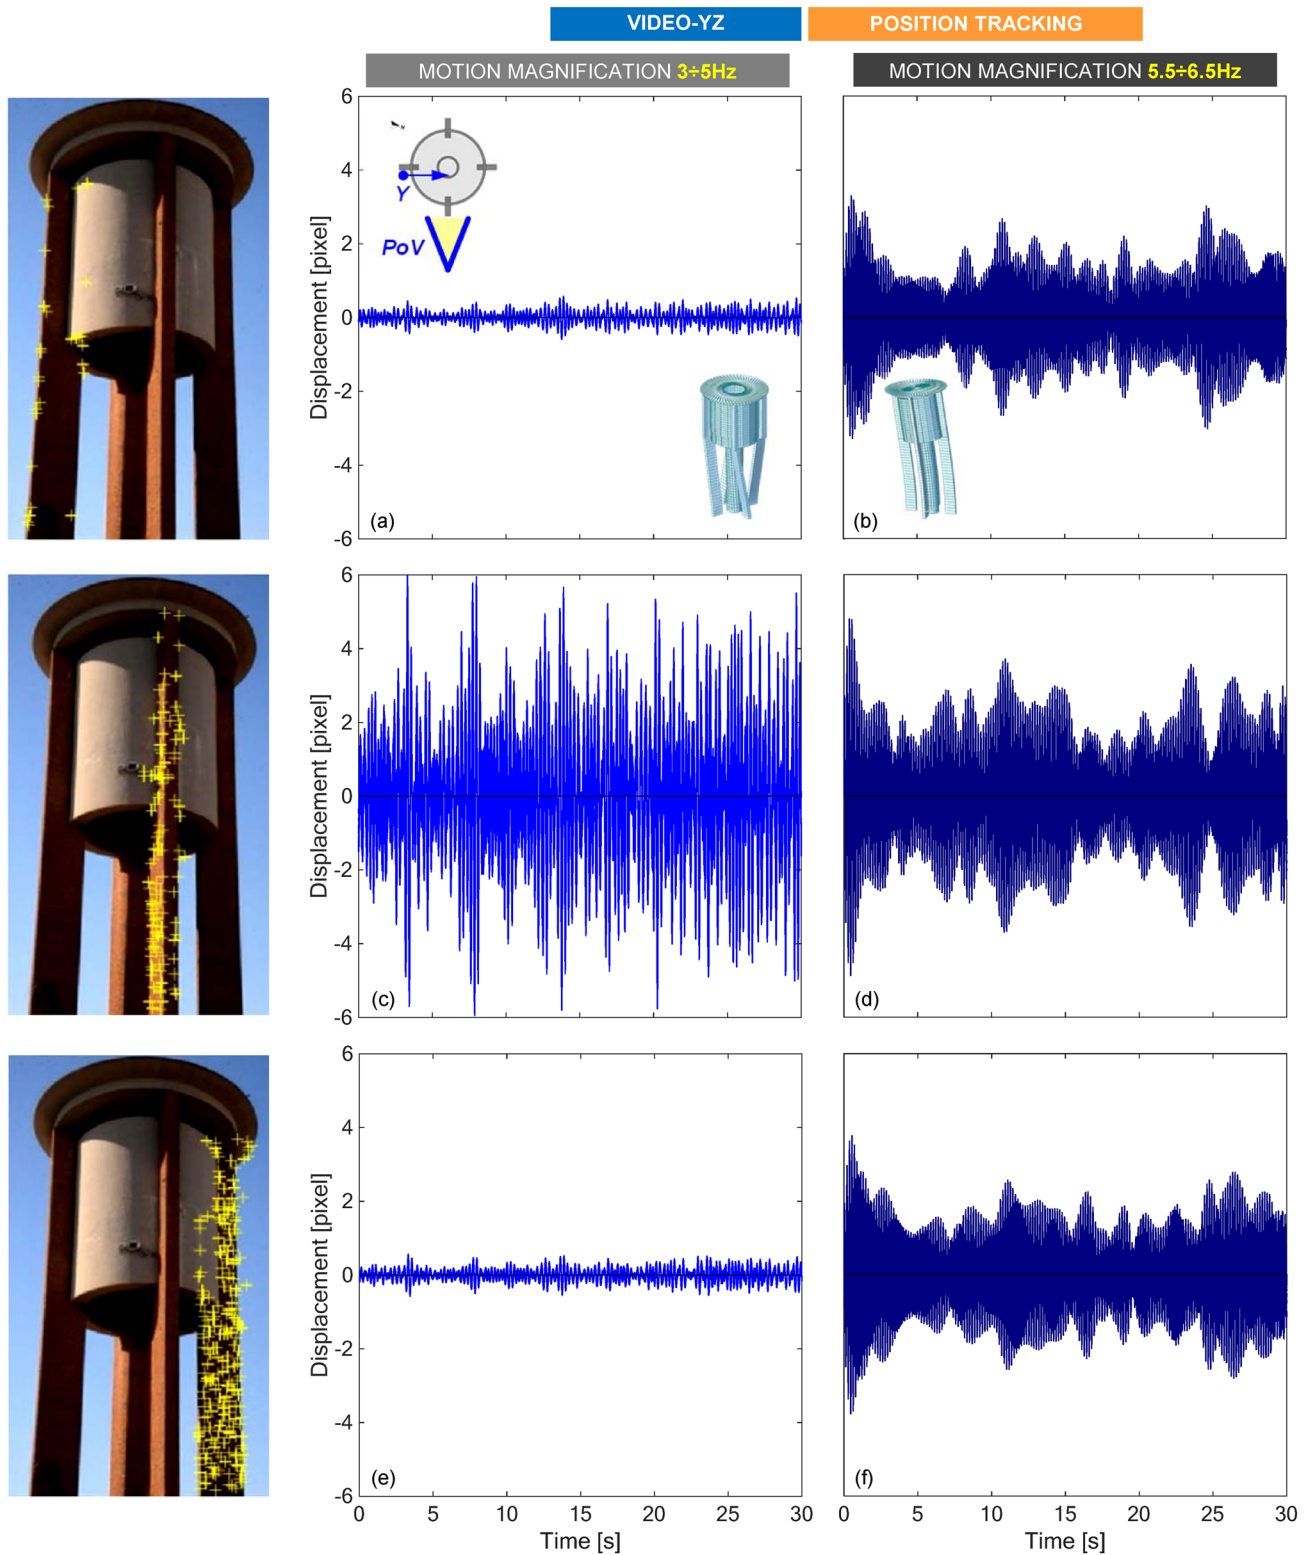 VIDEO-YZ POSITION TRACKING
MOTION MAGNIFICATION 3÷5Hz MOTION MAGNIFICATION 5.5÷6.5Hz
6
4
2
0
-2
-4
-6
Displacement [pixel]
Y
PoV
(a)
(b)
6
4
2
0
-2
-4
-6
Displacement [pixel]
(c)
(d)
6
4
2
0
-2
-4
-6
Displacement [pixel]
(e)
(f)
0 5 10 15 20 25 30
0 5 10 15 20 25 30
Time [s]
Time [s]